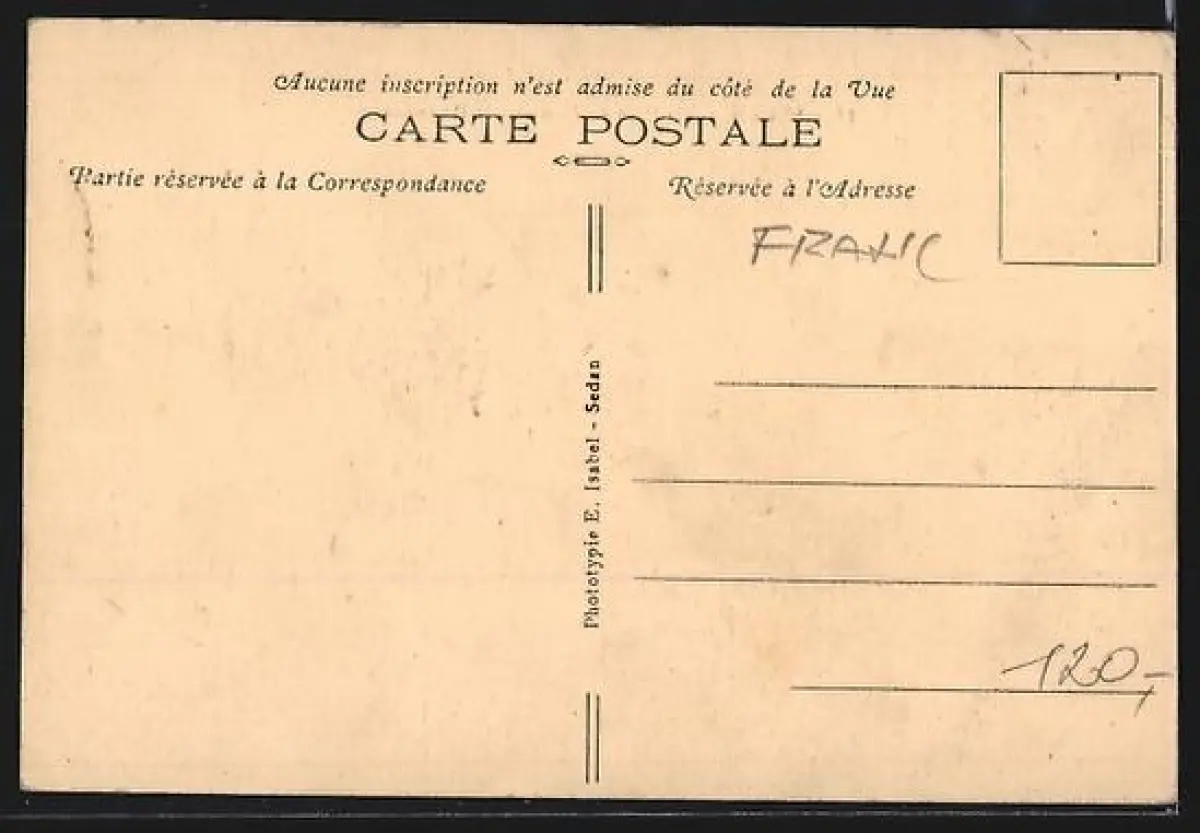 Aucune inscription n'est admise du côté de la Vue
CARTE POSTALE
Partie réservée à la Correspondance
Réservée à l'Adresse
Phototypie E. Isabel - Sedan
120,-